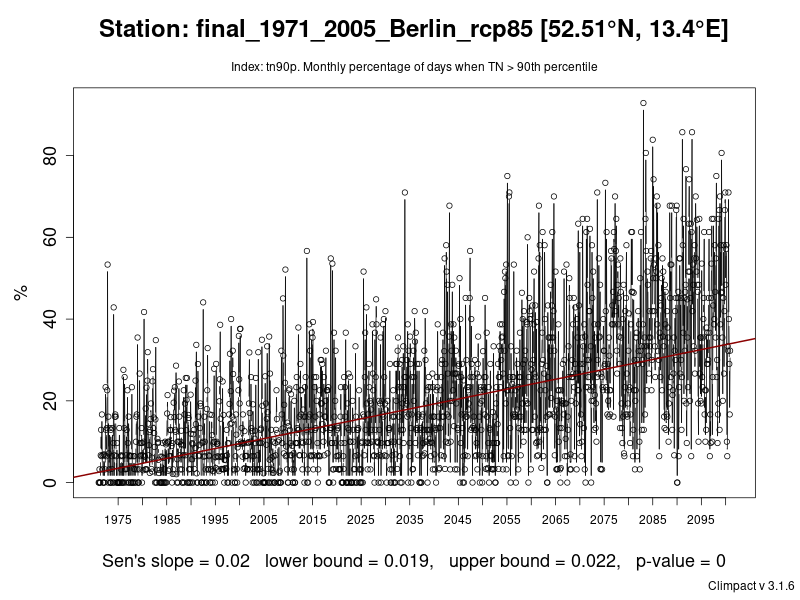 Station: final_1971_2005_Berlin_rcp85 [52.51°N, 13.4°E]
Index: tn90p. Monthly percentage of days when TN > 90th percentile
%
80
60
40
20
0
1975 1985 1995 2005 2015 2025 2035 2045 2055 2065 2075 2085 2095
Sen's slope = 0.02 lower bound = 0.019, upper bound = 0.022, p-value = 0
Climpact v 3.1.6